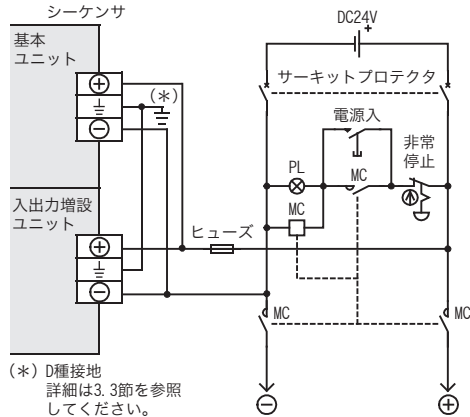 シーケンサ
DC24V
+
基本
ユニット
サーキットプロテクタ
(*)
電源入
非常
停止
PL
MC
MC
入出力増設
ユニット
ヒューズ
MC
MC
(*) D種接地
詳細は3.3節を参照
してください。